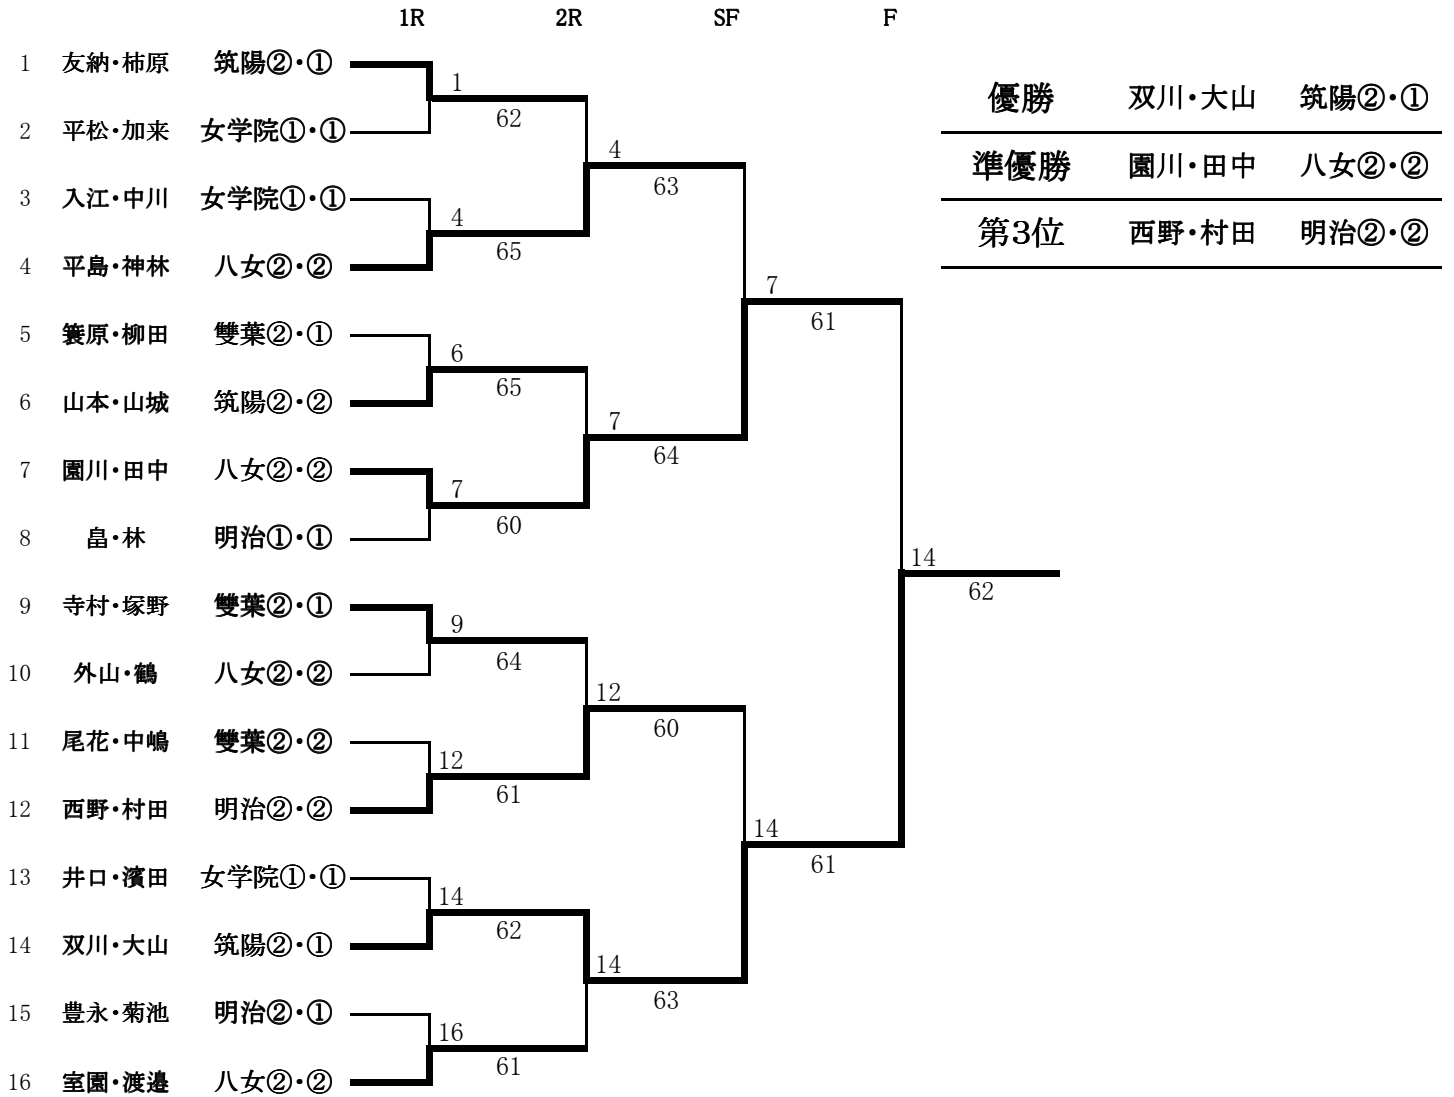 1R 2R SF F
1 友納・柿原 筑陽②・①
1
62
2 平松・加来 女学院①・①
4
63
3 入江・中川 女学院①・①
4
65
4 平島・神林 八女②・②
7
61
5 簑原・柳田 雙葉②・①
6
65
6 山本・山城 筑陽②・②
7
64
7 園川・田中 八女②・②
7
60
8 畠・林 明治①・①
14
62
9 寺村・塚野 雙葉②・①
9
64
10 外山・鶴 八女②・②
12
60
11 尾花・中嶋 雙葉②・②
12
61
12 西野・村田 明治②・②
14
61
13 井口・濱田 女学院①・①
14
62
14 双川・大山 筑陽②・①
14
63
15 豊永・菊池 明治②・①
16
61
16 室園・渡邉 八女②・②
優勝 双川・大山 筑陽②・①
準優勝 園川・田中 八女②・②
第3位 西野・村田 明治②・②